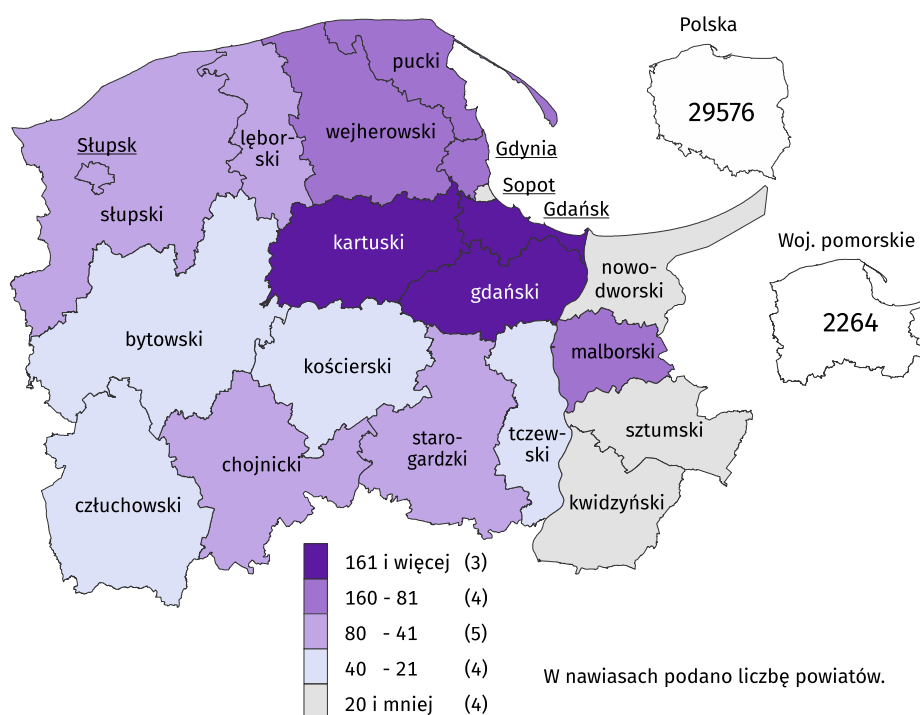 Polska
29576
Woj. pomorskie
2264
pucki
wejherowski
lębor-
ski
Słupsk
słupski
Gdynia
Sopot
Gdańsk
kartuski
gdański
nowo-
dworski
bytowski
kościerski
malborski
staro-
gardzki
tczew-
ski
sztumski
chojnicki
człuchowski
kwidzyński
161 i więcej (3)
160 - 81 (4)
80 - 41 (5)
40 - 21 (4)
20 i mniej (4)
W nawiasach podano liczbę powiatów.